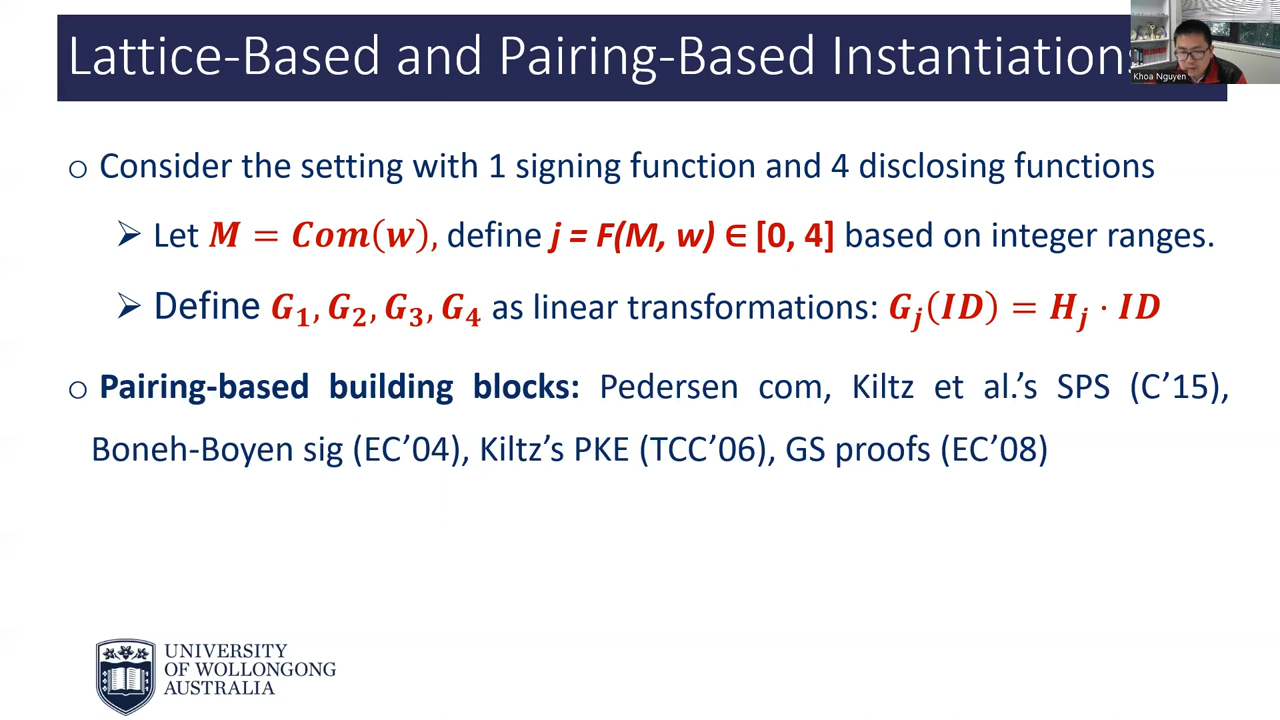 Lattice-Based and Pairing-Based Instantiations
Khoa Nguyen
o Consider the setting with 1 signing function and 4 disclosing functions
➢ Let M = Com(w), define j = F(M, w) ∈ [0, 4] based on integer ranges.
➢ Define G₁, G₂, G₃, G₄ as linear transformations: Gⱼ(ID) = Hⱼ · ID
o Pairing-based building blocks: Pedersen com, Kiltz et al.’s SPS (C’15),
Boneh-Boyen sig (EC’04), Kiltz’s PKE (TCC’06), GS proofs (EC’08)
UNIVERSITY
OF WOLLONGONG
AUSTRALIA